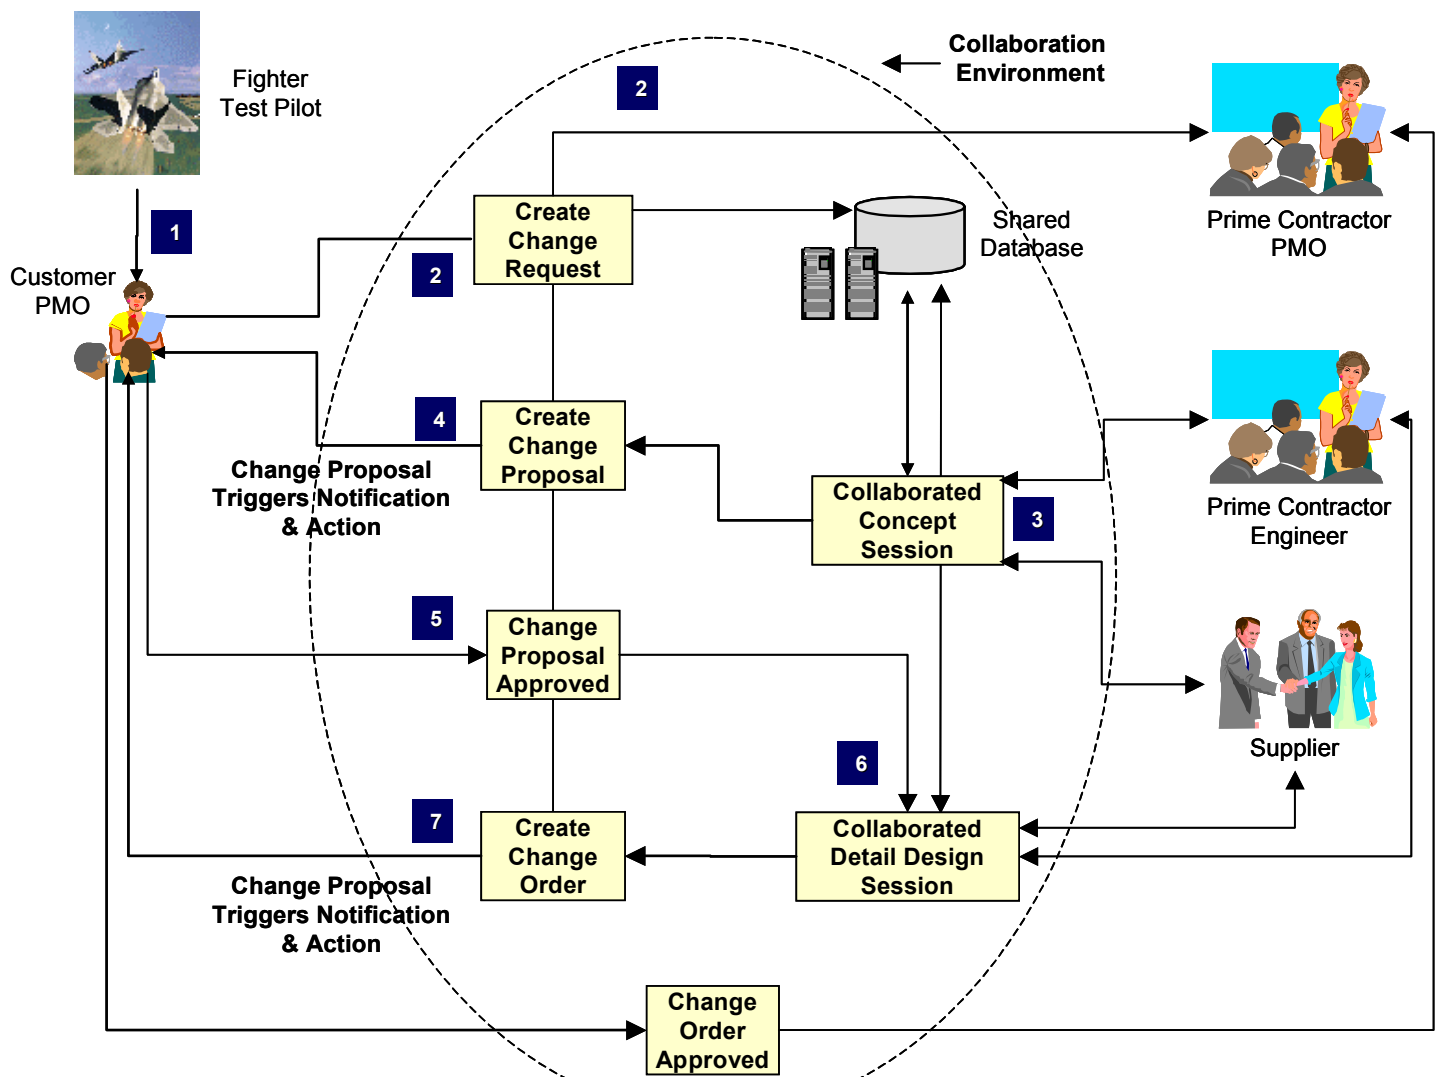 Fighter
Test Pilot
Collaboration
Environment
2
1
Create
Change
Request
2
Shared
Database
Prime Contractor
PMO
Customer
PMO
4
Create
Change
Proposal
Change Proposal
Triggers Notification
& Action
Collaborated
Concept
Session
3
Prime Contractor
Engineer
5
Change
Proposal
Approved
Supplier
6
7
Create
Change
Order
Collaborated
Detail Design
Session
Change Proposal
Triggers Notification
& Action
Change
Order
Approved